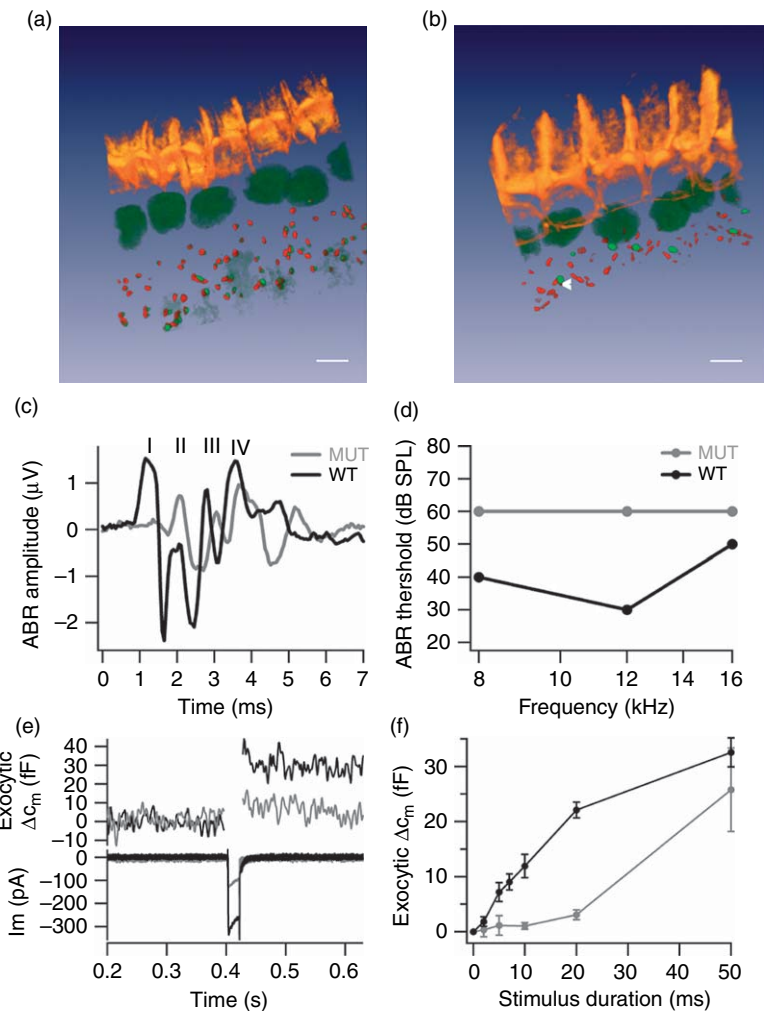 (a)
(b)
(c)
I II III IV
MUT
WT
ABR amplitude (μV)
1
0
−1
−2
0 1 2 3 4 5 6 7
Time (ms)
(d)
MUT
WT
ABR thershold (dB SPL)
80
70
60
50
40
30
20
8 10 12 14 16
Frequency (kHz)
(e)
Exocytic
Δcm (fF)
40
30
20
10
0
−10
Im (pA)
0
−100
−200
−300
0.2 0.3 0.4 0.5 0.6
Time (s)
(f)
Exocytic Δcm (fF)
30
20
10
0
0 10 20 30 40 50
Stimulus duration (ms)